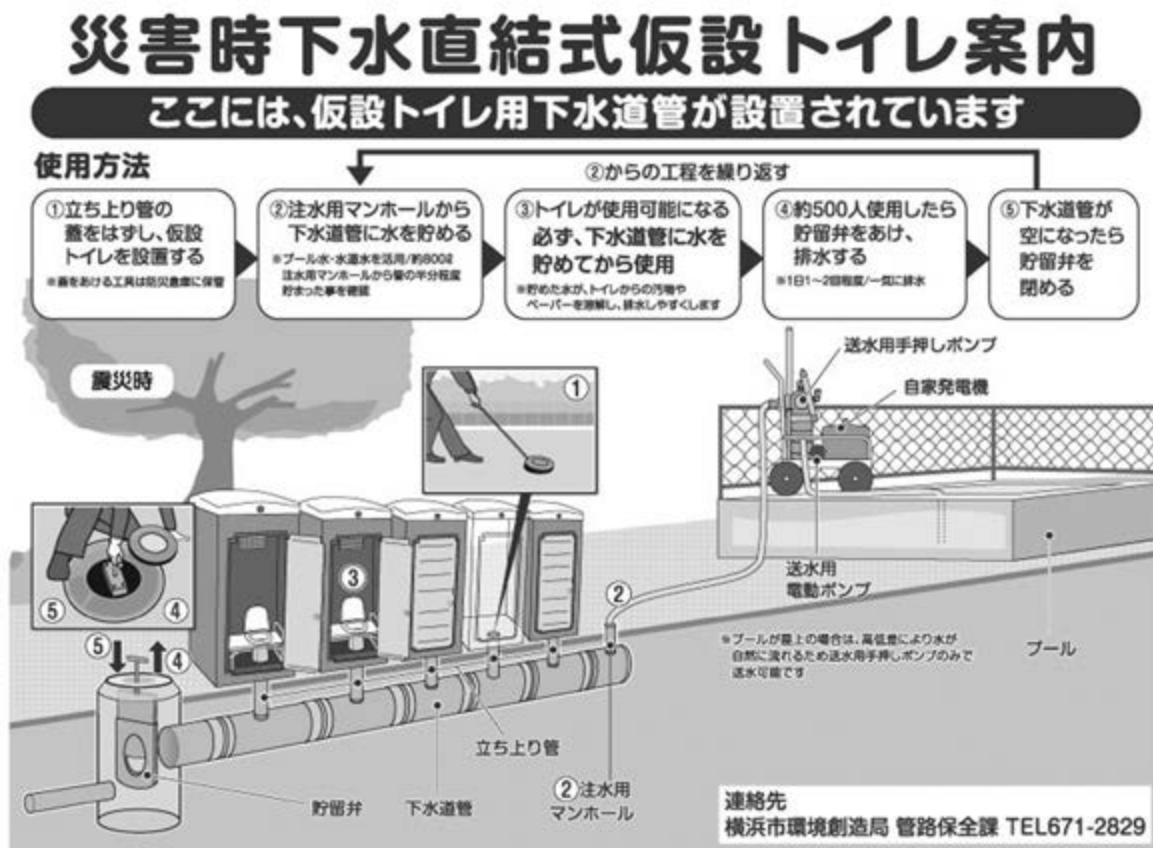 災害時下水直結式仮設トイレ案内
ここには、仮設トイレ用下水道管が設置されています
使用方法
②からの工程を繰り返す
①立ち上り管の
蓋をはずし、仮設
トイレを設置する
※蓋をあける工具は防災倉庫に保管
②注水用マンホールから
下水道管に水を貯める
※プール水・水道水を活用/約800ℓ
注水用マンホールから管の半分程度
貯まった事を確認
③トイレが使用可能になる
必ず、下水道管に水を
貯めてから使用
※貯めた水が、トイレからの汚物や
ペーパーを溶解し、排水しやすくします
④約500人使用したら
貯留弁をあけ、
排水する
※1日1~2回程度/一気に排水
⑤下水道管が
空になったら
貯留弁を
閉める
震災時
①
送水用手押しポンプ
自家発電機
⑤
④
③
②
送水用
電動ポンプ
プール
※プールが屋上の場合は、高低差により水が
自然に流れるため送水用手押しポンプのみで
送水可能です
⑤
④
立ち上り管
貯留弁
下水道管
②注水用
マンホール
連絡先
横浜市環境創造局 管路保全課 TEL671-2829